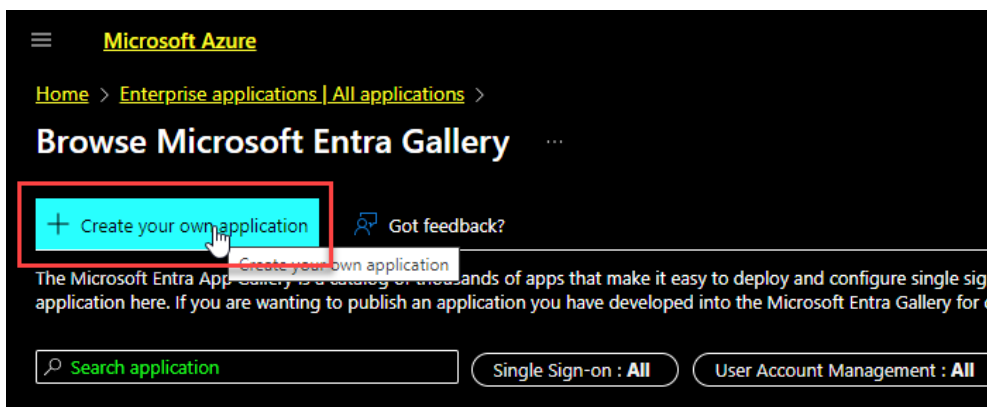 Microsoft Azure
Home > Enterprise applications | All applications >
Browse Microsoft Entra Gallery ...
+ Create your own application Got feedback?
Create your own application
The Microsoft Entra App Gallery is a catalog of thousands of apps that make it easy to deploy and configure single sig
application here. If you are wanting to publish an application you have developed into the Microsoft Entra Gallery for
Search application Single Sign-on : All User Account Management : All